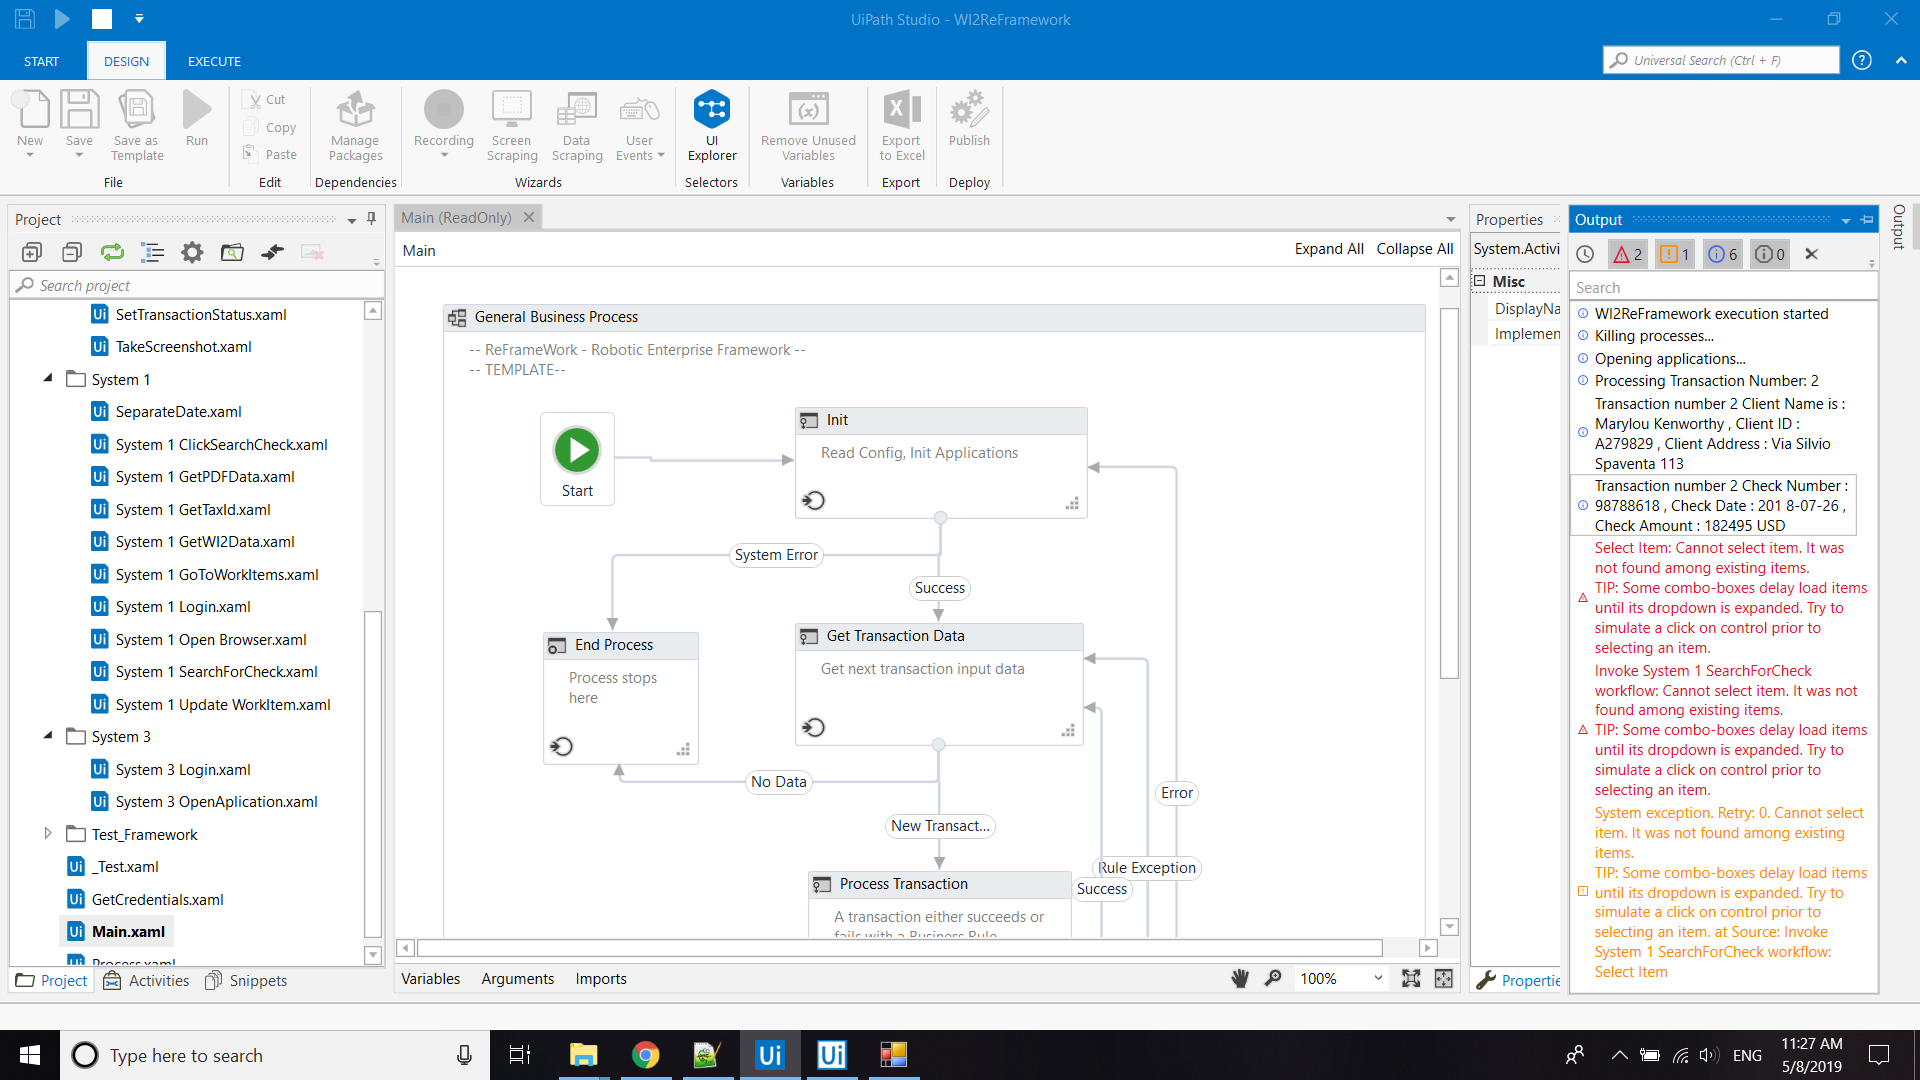 UiPath Studio - WI2ReFramework
START
DESIGN
EXECUTE
Universal Search (Ctrl + F)
New
Save
Save as
Template
Run
File
Cut
Copy
Paste
Edit
Manage
Packages
Dependencies
Recording
Screen
Scraping
Data
Scraping
User
Events
Wizards
UI
Explorer
Selectors
Remove Unused
Variables
Variables
Export
to Excel
Export
Publish
Deploy
Project
Search project
SetTransactionStatus.xaml
TakeScreenshot.xaml
System 1
SeparateDate.xaml
System 1 ClickSearchCheck.xaml
System 1 GetPDFData.xaml
System 1 GetTaxId.xaml
System 1 GetWI2Data.xaml
System 1 GoToWorkItems.xaml
System 1 Login.xaml
System 1 Open Browser.xaml
System 1 SearchForCheck.xaml
System 1 Update WorkItem.xaml
System 3
System 3 Login.xaml
System 3 OpenAplication.xaml
Test_Framework
_Test.xaml
GetCredentials.xaml
Main.xaml
Process.xaml
Project
Activities
Snippets
Main (ReadOnly)
Main
Expand All
Collapse All
General Business Process
-- ReFrameWork - Robotic Enterprise Framework --
-- TEMPLATE--
Start
Init
Read Config, Init Applications
System Error
Success
End Process
Process stops
here
Get Transaction Data
Get next transaction input data
No Data
New Transact...
Error
Rule Exception
Success
Process Transaction
A transaction either succeeds or
fails with a Business Rule
Variables
Arguments
Imports
100%
Properties
System.Activi
Misc
DisplayNa
Implemen
Propertie
Output
2
1
6
0
Search
WI2ReFramework execution started
Killing processes...
Opening applications...
Processing Transaction Number: 2
Transaction number 2 Client Name is :
Marylou Kenworthy , Client ID :
A279829 , Client Address : Via Silvio
Spaventa 113
Transaction number 2 Check Number :
98788618 , Check Date : 201 8-07-26 ,
Check Amount : 182495 USD
Select Item: Cannot select item. It was
not found among existing items.
TIP: Some combo-boxes delay load items
until its dropdown is expanded. Try to
simulate a click on control prior to
selecting an item.
Invoke System 1 SearchForCheck
workflow: Cannot select item. It was not
found among existing items.
TIP: Some combo-boxes delay load items
until its dropdown is expanded. Try to
simulate a click on control prior to
selecting an item.
System exception. Retry: 0. Cannot select
item. It was not found among existing
items.
TIP: Some combo-boxes delay load items
until its dropdown is expanded. Try to
simulate a click on control prior to
selecting an item. at Source: Invoke
System 1 SearchForCheck workflow:
Select Item
Output
Type here to search
Ui
Ui
ENG
11:27 AM
5/8/2019